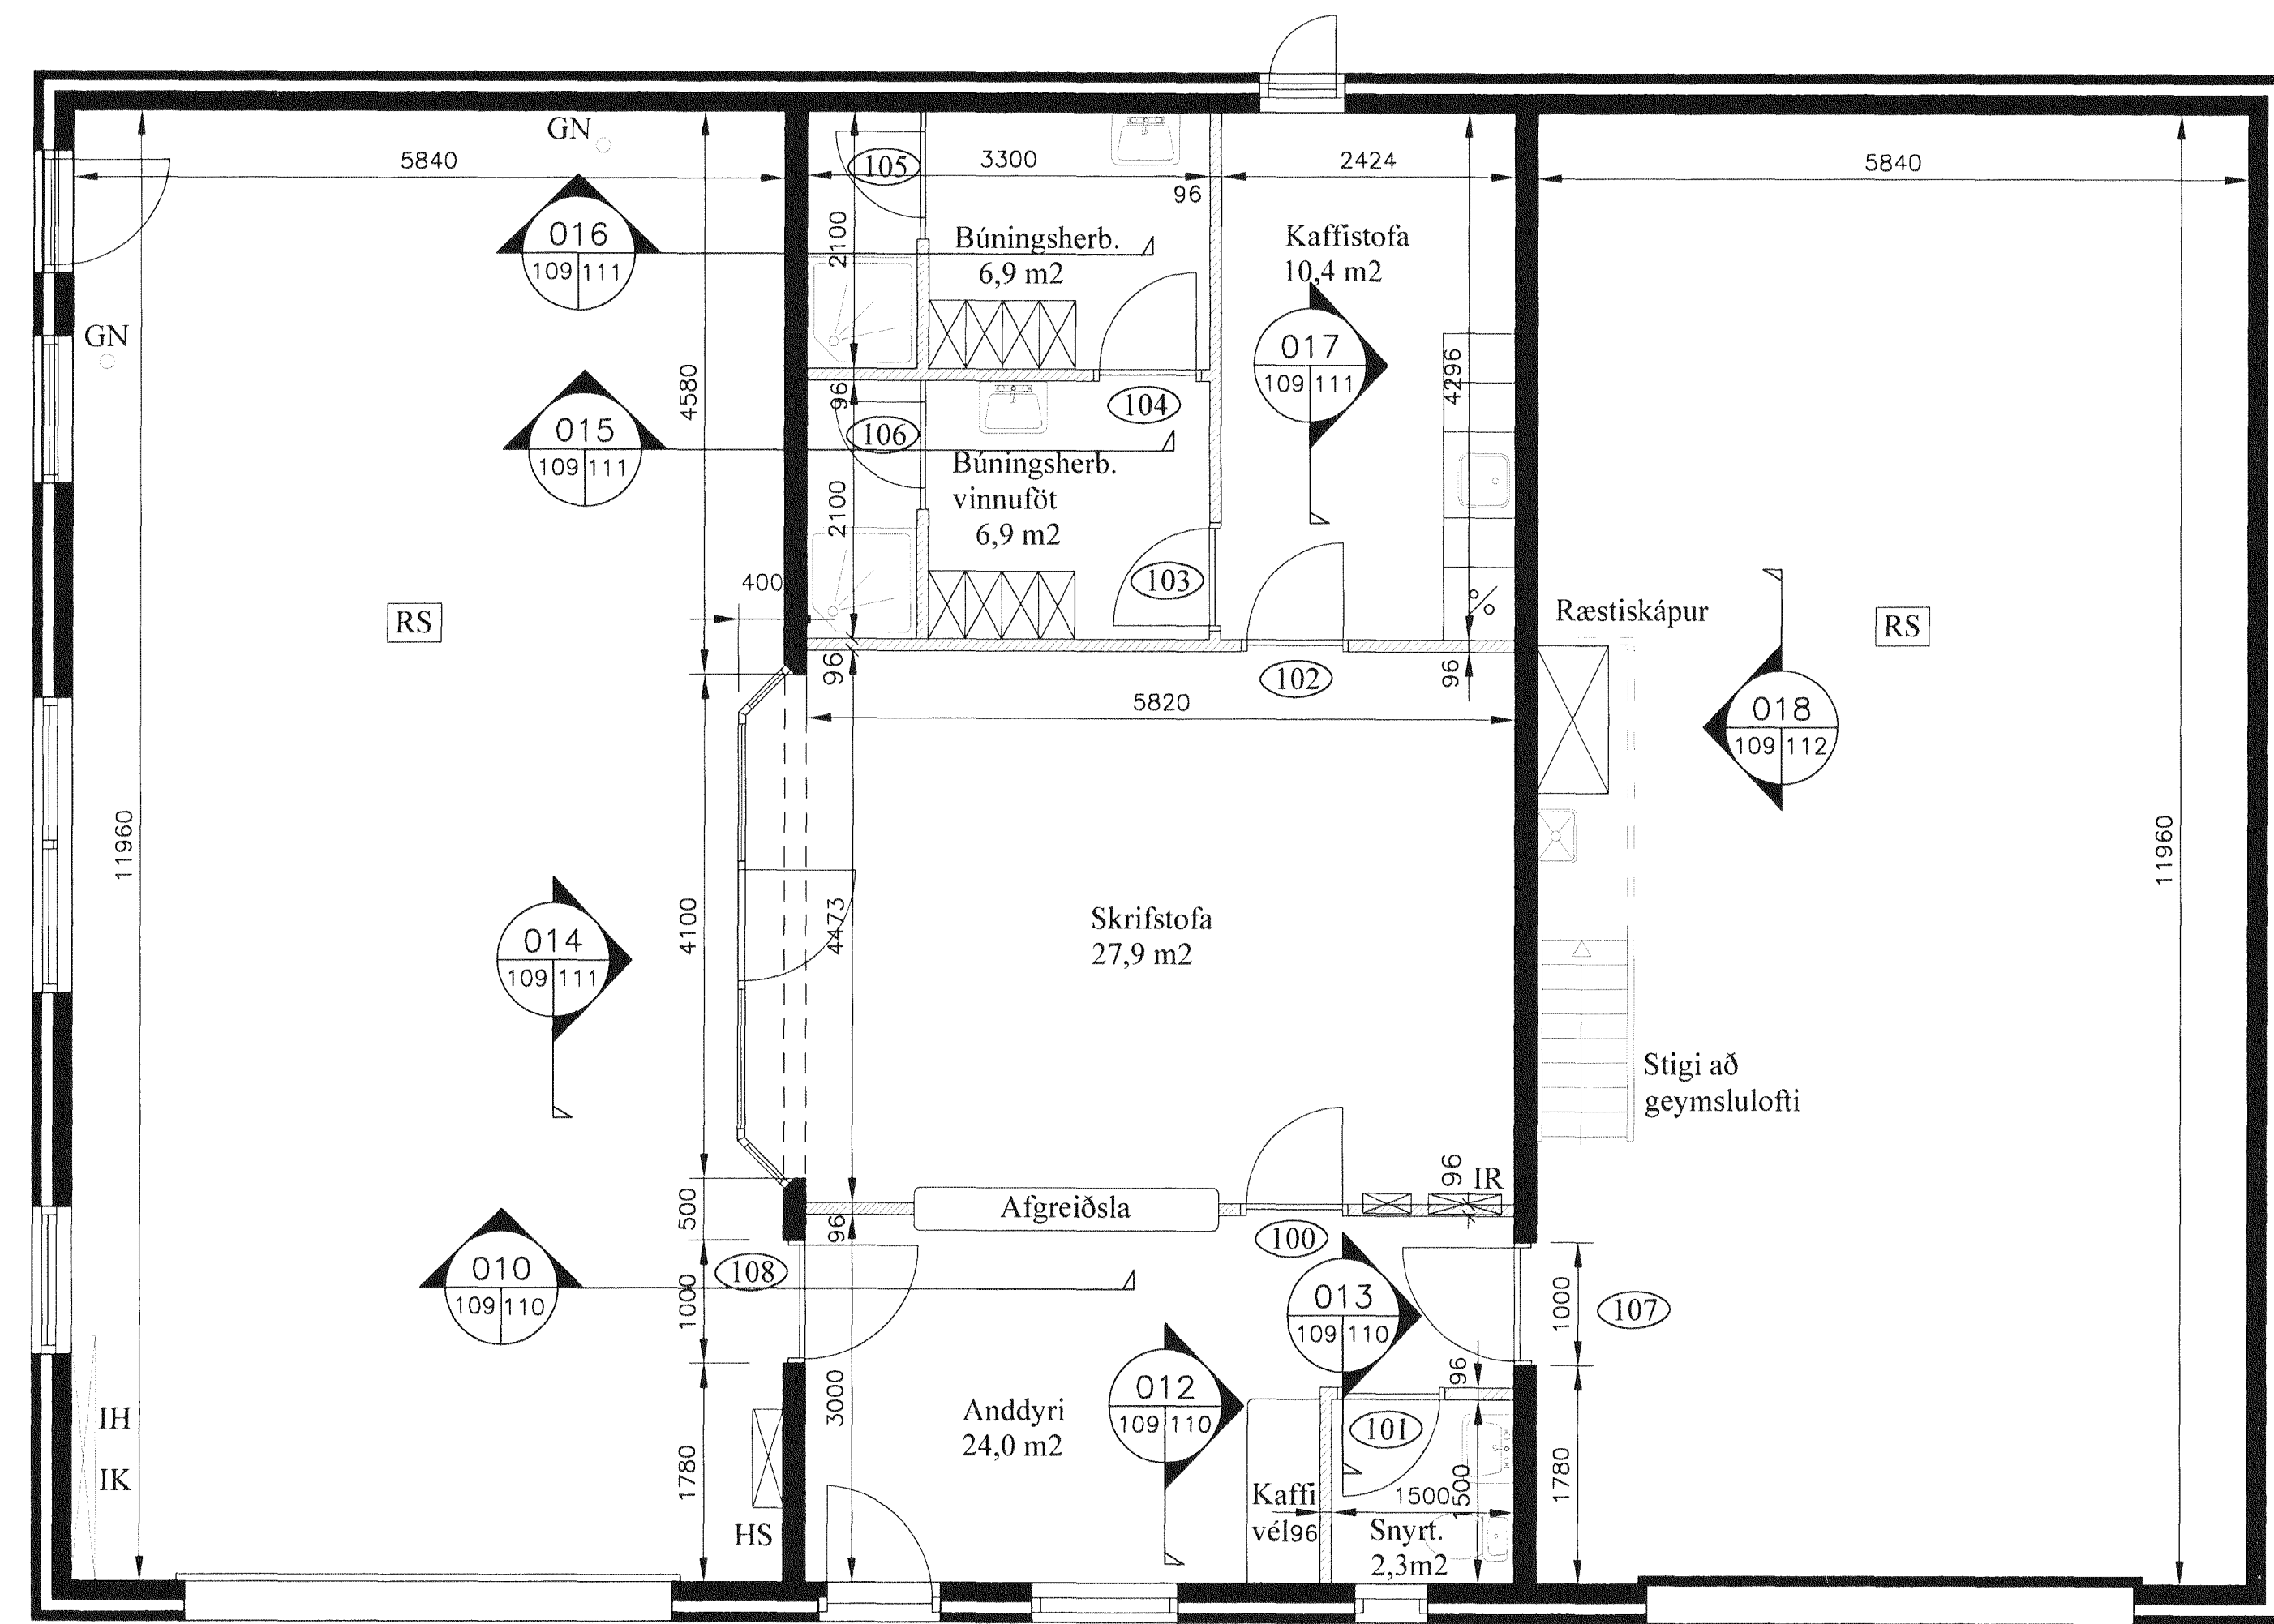 GN
5840
105
3300
96
2424
5840
016
109 111
2100
Búningsherb.
6,9 m2
Kaffistofa
10,4 m2
GN
017
109 111
4580
96
104
4296
015
109 111
106
Búningsherb.
vinnuföt
6,9 m2
2100
400
103
RS
Ræstiskápur
RS
96
102
96
5820
018
109 112
11960
4100
4473
Skrifstofa
27,9 m2
11960
014
109 111
Stigi að
geymslulofti
500
96
Afgreiðsla
96
IR
100
010
109 110
108
1000
013
109 110
1000
107
96
3000
Anddyri
24,0 m2
012
109 110
101
IH
IK
1780
HS
Kaffi
vél
96
1500
1500
Snyrt.
2,3m2
1780